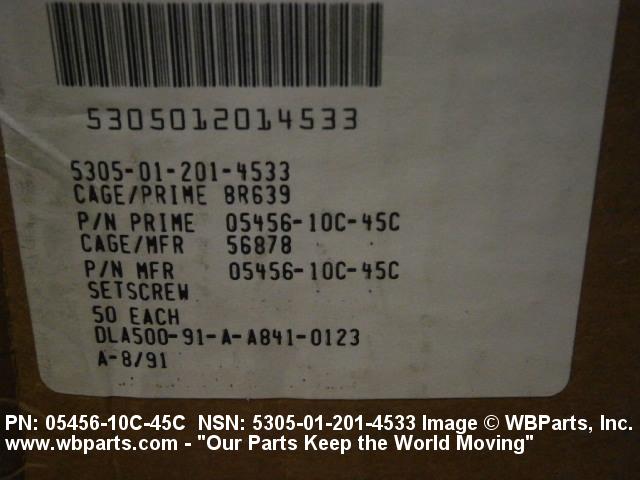 5305012014533
5305-01-201-4533
CAGE/PRIME 8R639
P/N PRIME 05456-10C-45C
CAGE/MFR 56878
P/N MFR 05456-10C-45C
SETSCREW
50 EACH
DLA500-91-A-A841-0123
A-8/91
PN: 05456-10C-45C NSN: 5305-01-201-4533 Image © WBParts, Inc.
www.wbparts.com - "Our Parts Keep the World Moving"